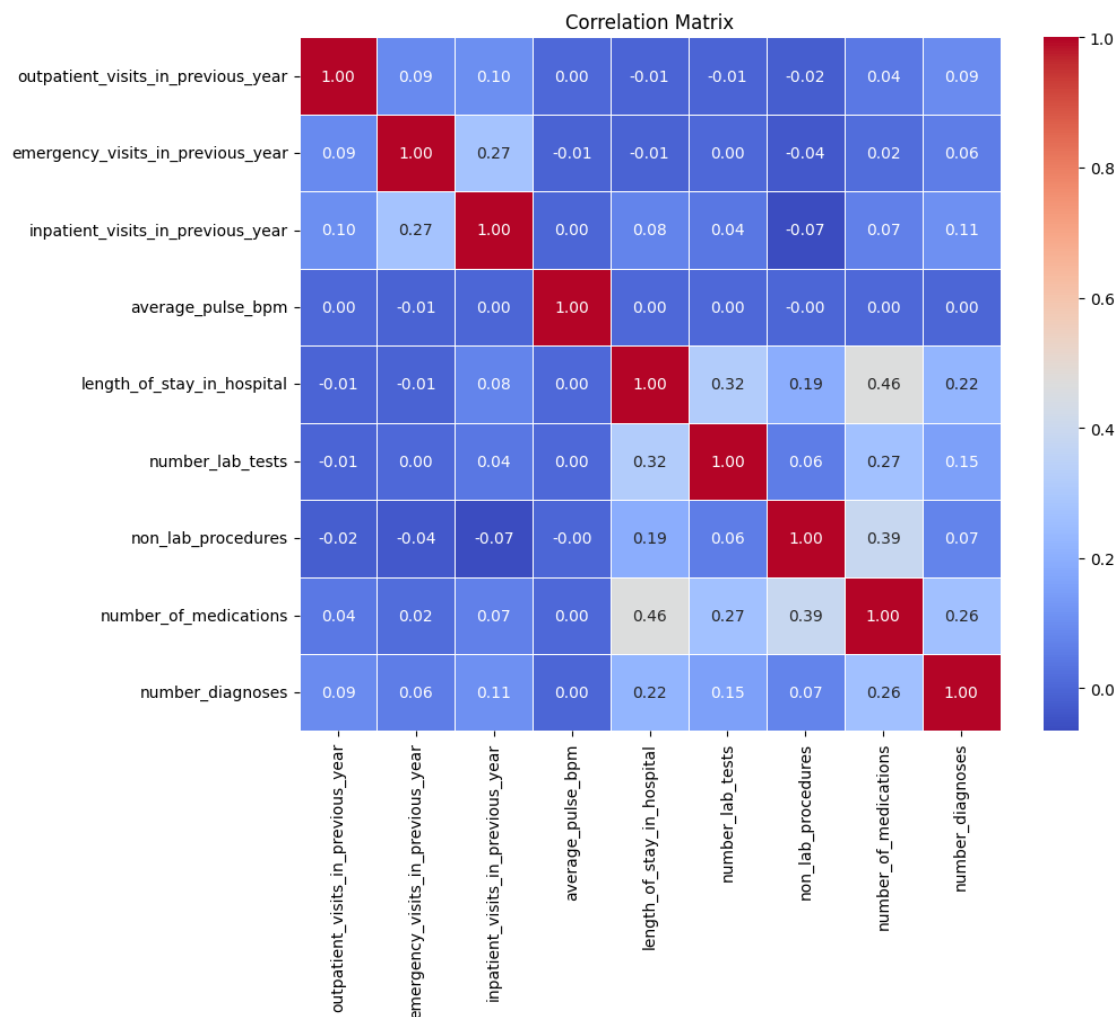 Correlation Matrix
outpatient_visits_in_previous_year 1.00 0.09 0.10 0.00 -0.01 -0.01 -0.02 0.04 0.09
emergency_visits_in_previous_year 0.09 1.00 0.27 -0.01 -0.01 0.00 -0.04 0.02 0.06
inpatient_visits_in_previous_year 0.10 0.27 1.00 0.00 0.08 0.04 -0.07 0.07 0.11
average_pulse_bpm 0.00 -0.01 0.00 1.00 0.00 0.00 -0.00 0.00 0.00
length_of_stay_in_hospital -0.01 -0.01 0.08 0.00 1.00 0.32 0.19 0.46 0.22
number_lab_tests -0.01 0.00 0.04 0.00 0.32 1.00 0.06 0.27 0.15
non_lab_procedures -0.02 -0.04 -0.07 -0.00 0.19 0.06 1.00 0.39 0.07
number_of_medications 0.04 0.02 0.07 0.00 0.46 0.27 0.39 1.00 0.26
number_diagnoses 0.09 0.06 0.11 0.00 0.22 0.15 0.07 0.26 1.00
outpatient_visits_in_previous_year
emergency_visits_in_previous_year
inpatient_visits_in_previous_year
average_pulse_bpm
length_of_stay_in_hospital
number_lab_tests
non_lab_procedures
number_of_medications
number_diagnoses
1.0
0.8
0.6
0.4
0.2
0.0